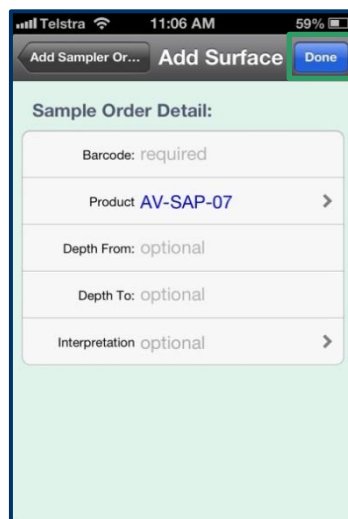 Telstra 11:06 AM 59%
Add Sampler Or... Add Surface Done
Sample Order Detail:
Barcode: required
Product AV-SAP-07
Depth From: optional
Depth To: optional
Interpretation optional